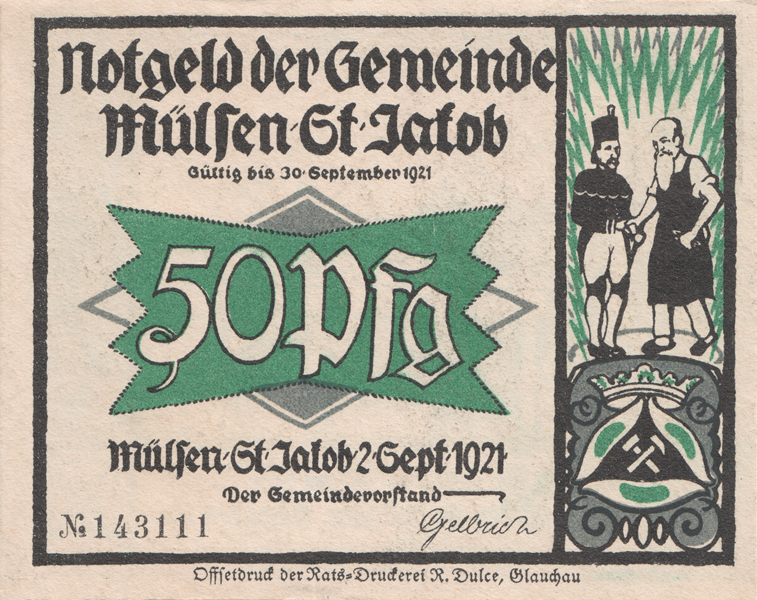 Notgeld der Gemeinde
Mülsen·St·Jakob
Gültig bis 30·September 1921
50 Pfg
Mülsen·St·Jakob·2·Sept·1921
Der Gemeindevorstand
№ 143111
Gelbrich
Offsetdruck der Rats-Druckerei R. Dulce, Glauchau